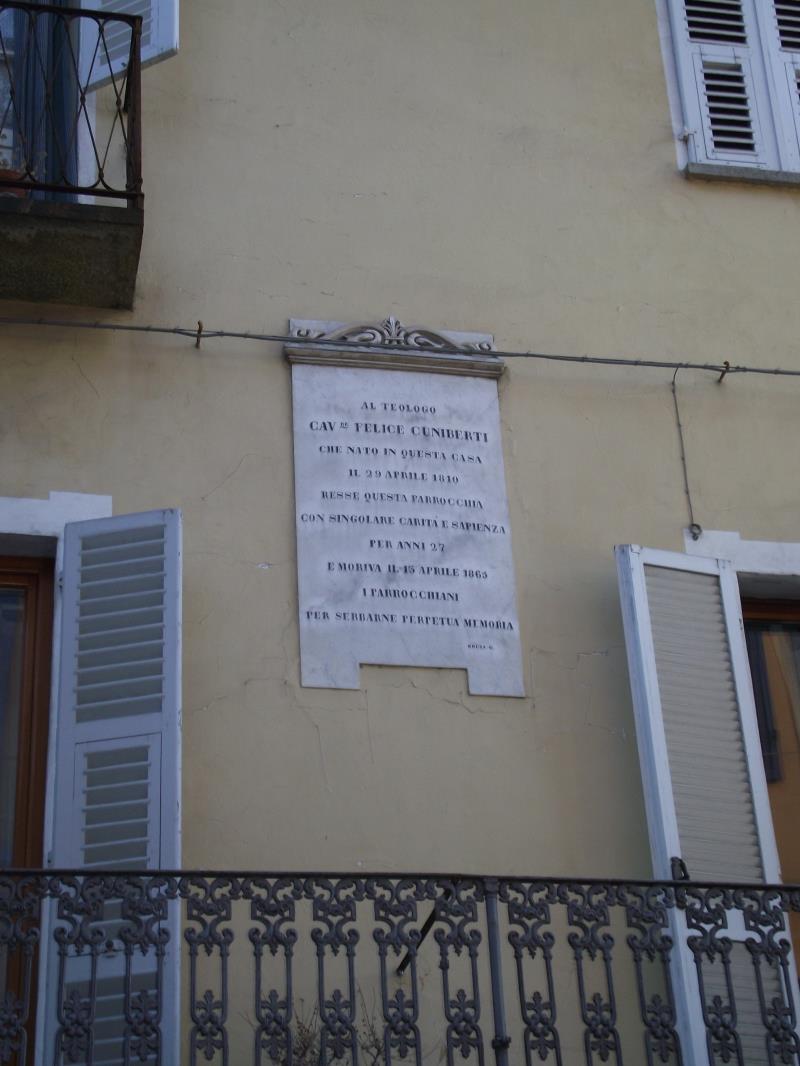 AL TEOLOGO
CAV.RE FELICE CUNIBERTI
CHE NATO IN QUESTA CASA
IL 29 APRILE 1810
RESSE QUESTA PARROCCHIA
CON SINGOLARE CARITÀ E SAPIENZA
PER ANNI 27
E MORIVA IL 15 APRILE 1865
I PARROCCHIANI
PER SERBARNE PERPETUA MEMORIA